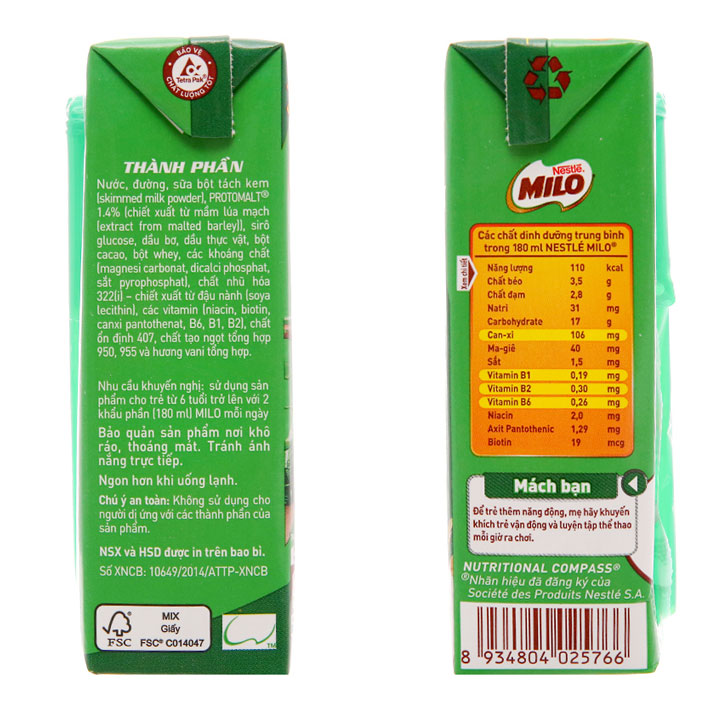 BẢO VỆ
Tetra Pak®
CHẤT LƯỢNG TỐT
THÀNH PHẦN
Nước, đường, sữa bột tách kem
(skimmed milk powder), PROTOMALT®
1.4% (chiết xuất từ mầm lúa mạch
(extract from malted barley)), sirô
glucose, dầu bơ, dầu thực vật, bột
cacao, bột whey, các khoáng chất
(magnesi carbonat, dicalci phosphat,
sắt pyrophosphat), chất nhũ hóa
322(i) – chiết xuất từ đậu nành (soya
lecithin), các vitamin (niacin, biotin,
canxi pantothenat, B6, B1, B2), chất
ổn định 407, chất tạo ngọt tổng hợp
950, 955 và hương vani tổng hợp.
Nhu cầu khuyến nghị: sử dụng sản
phẩm cho trẻ từ 6 tuổi trở lên với 2
khẩu phần (180 ml) MILO mỗi ngày
Bảo quản sản phẩm nơi khô
ráo, thoáng mát. Tránh ánh
nắng trực tiếp.
Ngon hơn khi uống lạnh.
Chú ý an toàn: Không sử dụng cho
người dị ứng với các thành phần của
sản phẩm.
NSX và HSD được in trên bao bì.
Số XNCB: 10649/2014/ATTP-XNCB
FSC
MIX
Giấy
FSC® C014047
TM
Nestlé.
MILO
Các chất dinh dưỡng trung bình
trong 180 ml NESTLÉ MILO®
Xem chi tiết
Năng lượng 110 kcal
Chất béo 3,5 g
Chất đạm 2,8 g
Natri 31 mg
Carbohydrate 17 g
Can-xi 106 mg
Ma-giê 40 mg
Sắt 1,5 mg
Vitamin B1 0,19 mg
Vitamin B2 0,30 mg
Vitamin B6 0,26 mg
Niacin 2,0 mg
Axit Pantothenic 1,29 mg
Biotin 19 mcg
Mách bạn
Để trẻ thêm năng động, mẹ hãy khuyến
khích trẻ vận động và luyện tập thể thao
mỗi giờ ra chơi.
NUTRITIONAL COMPASS®
®Nhãn hiệu đã đăng ký của
Société des Produits Nestlé S.A.
8 934804 025766